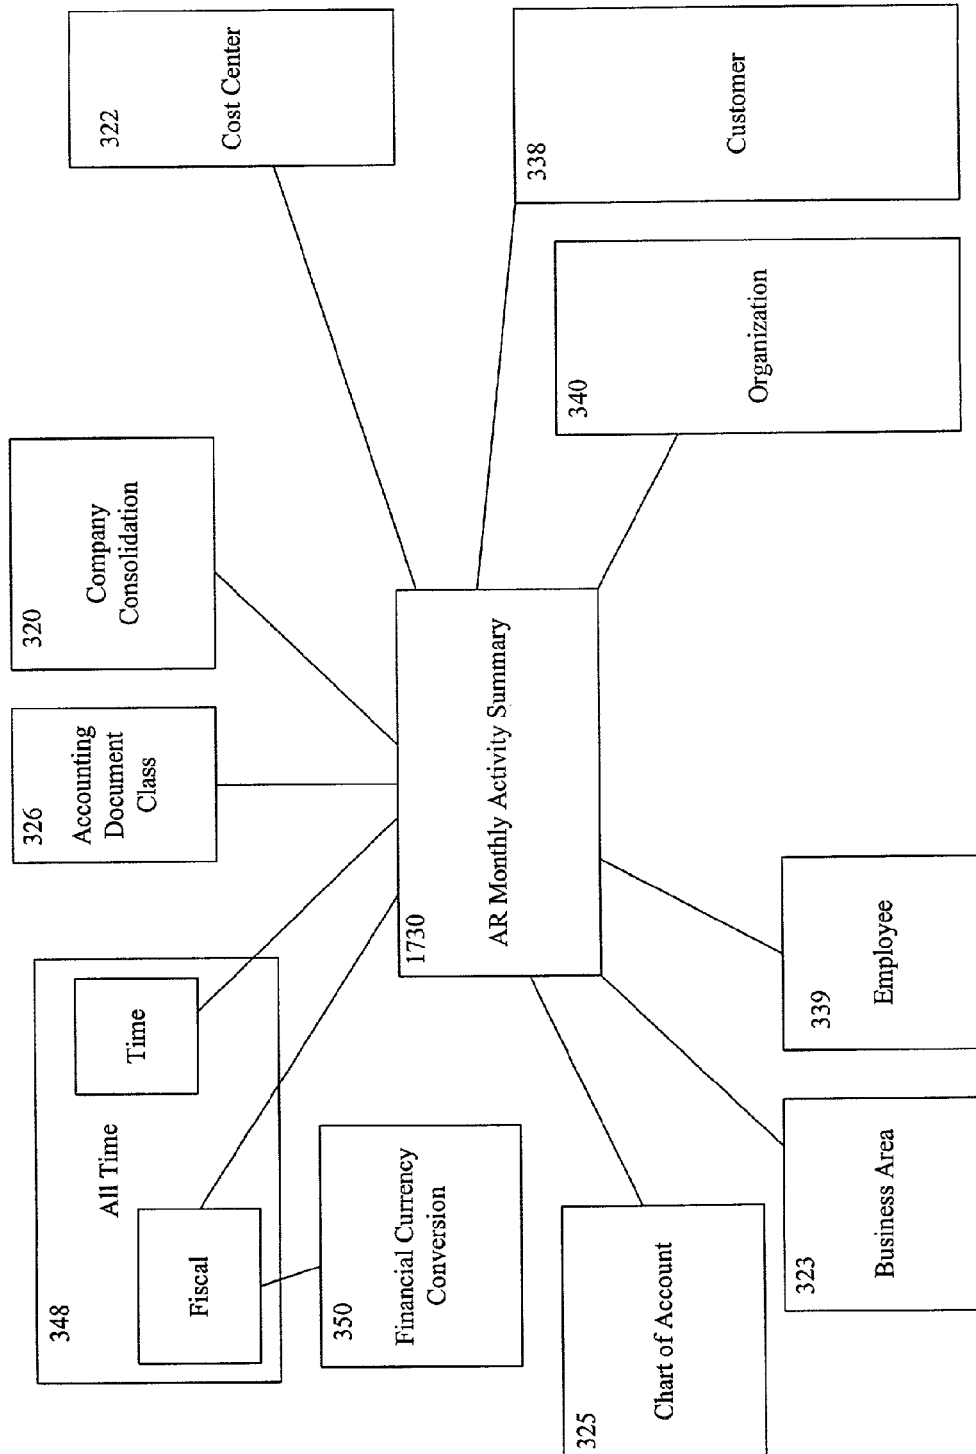 348
All Time
Fiscal
Time
326
Accounting
Document
Class
320
Company
Consolidation
322
Cost Center
350
Financial Currency
Conversion
1730
AR Monthly Activity Summary
325
Chart of Account
323
Business Area
339
Employee
340
Organization
338
Customer